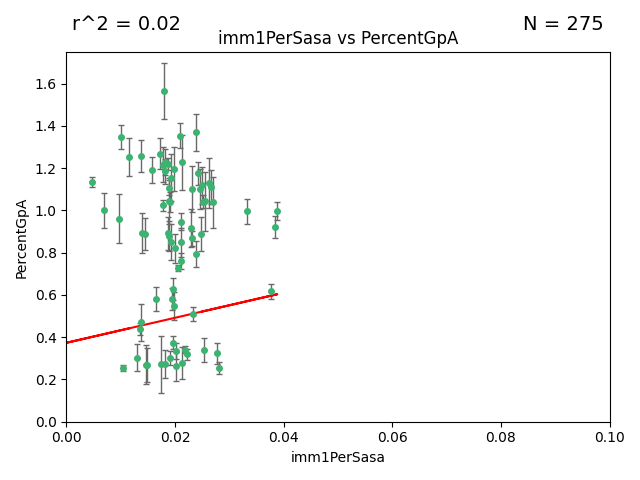 r^2 = 0.02
N = 275
imm1PerSasa vs PercentGpA
PercentGpA
1.6
1.4
1.2
1.0
0.8
0.6
0.4
0.2
0.0
0.00 0.02 0.04 0.06 0.08 0.10
imm1PerSasa